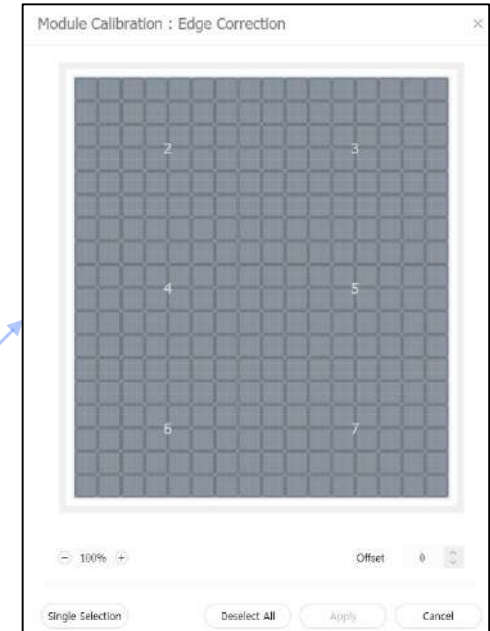 Module Calibration : Edge Correction ×
2 3
4 5
6 7
− 100% + Offset 0
Single Selection Deselect All Apply Cancel